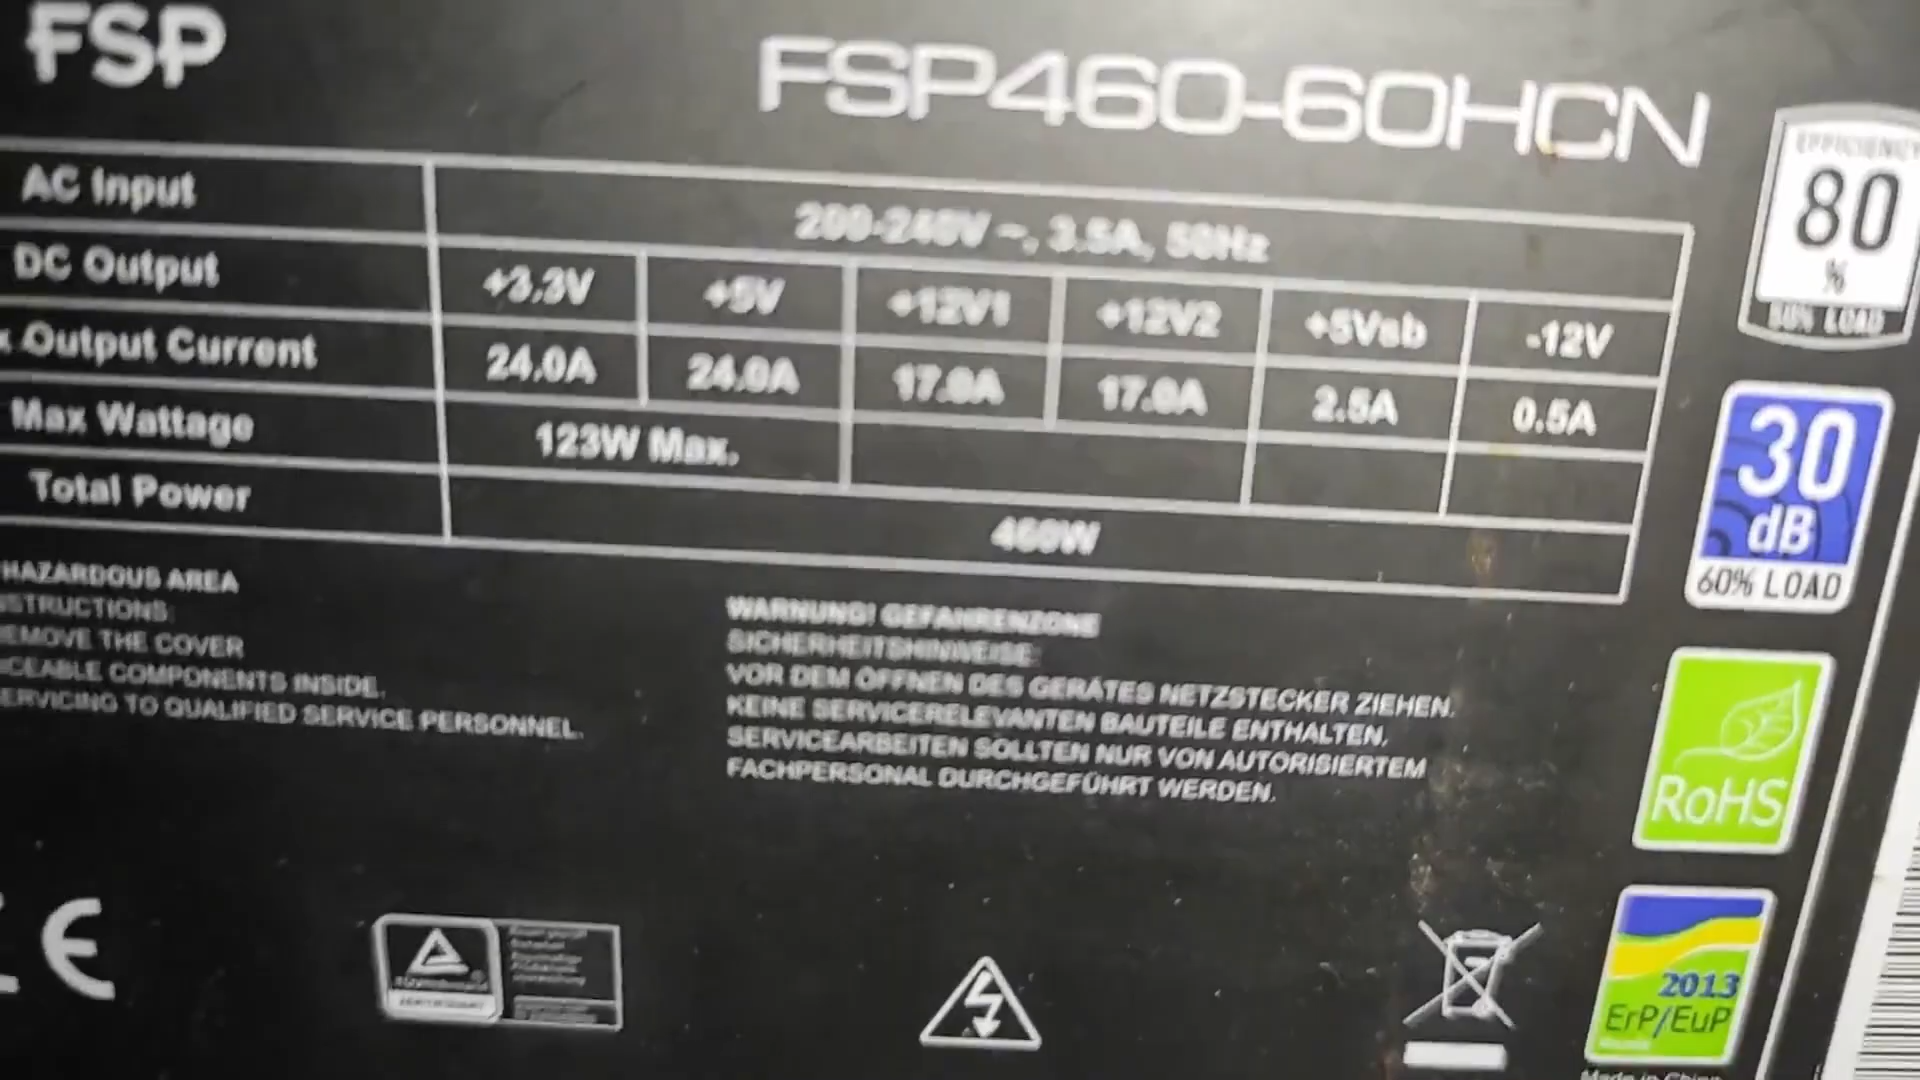 FSP
FSP460-60HCN
EFFICIENCY
80
%
50% LOAD
AC Input 200-240V ~, 3.5A, 50Hz
DC Output +3.3V +5V +12V1 +12V2 +5Vsb -12V
Output Current 24.0A 24.0A 17.0A 17.0A 2.5A 0.5A
Max Wattage 123W Max.
Total Power 460W
30
dB
60% LOAD
HAZARDOUS AREA
NSTRUCTIONS:
EMOVE THE COVER
ICEABLE COMPONENTS INSIDE.
ERVICING TO QUALIFIED SERVICE PERSONNEL.
WARNUNG! GEFAHRENZONE
SICHERHEITSHINWEISE:
VOR DEM ÖFFNEN DES GERÄTES NETZSTECKER ZIEHEN.
KEINE SERVICERELEVANTEN BAUTEILE ENTHALTEN.
SERVICEARBEITEN SOLLTEN NUR VON AUTORISIERTEM
FACHPERSONAL DURCHGEFÜHRT WERDEN.
RoHS
CE
2013
ErP/EuP
Made in China